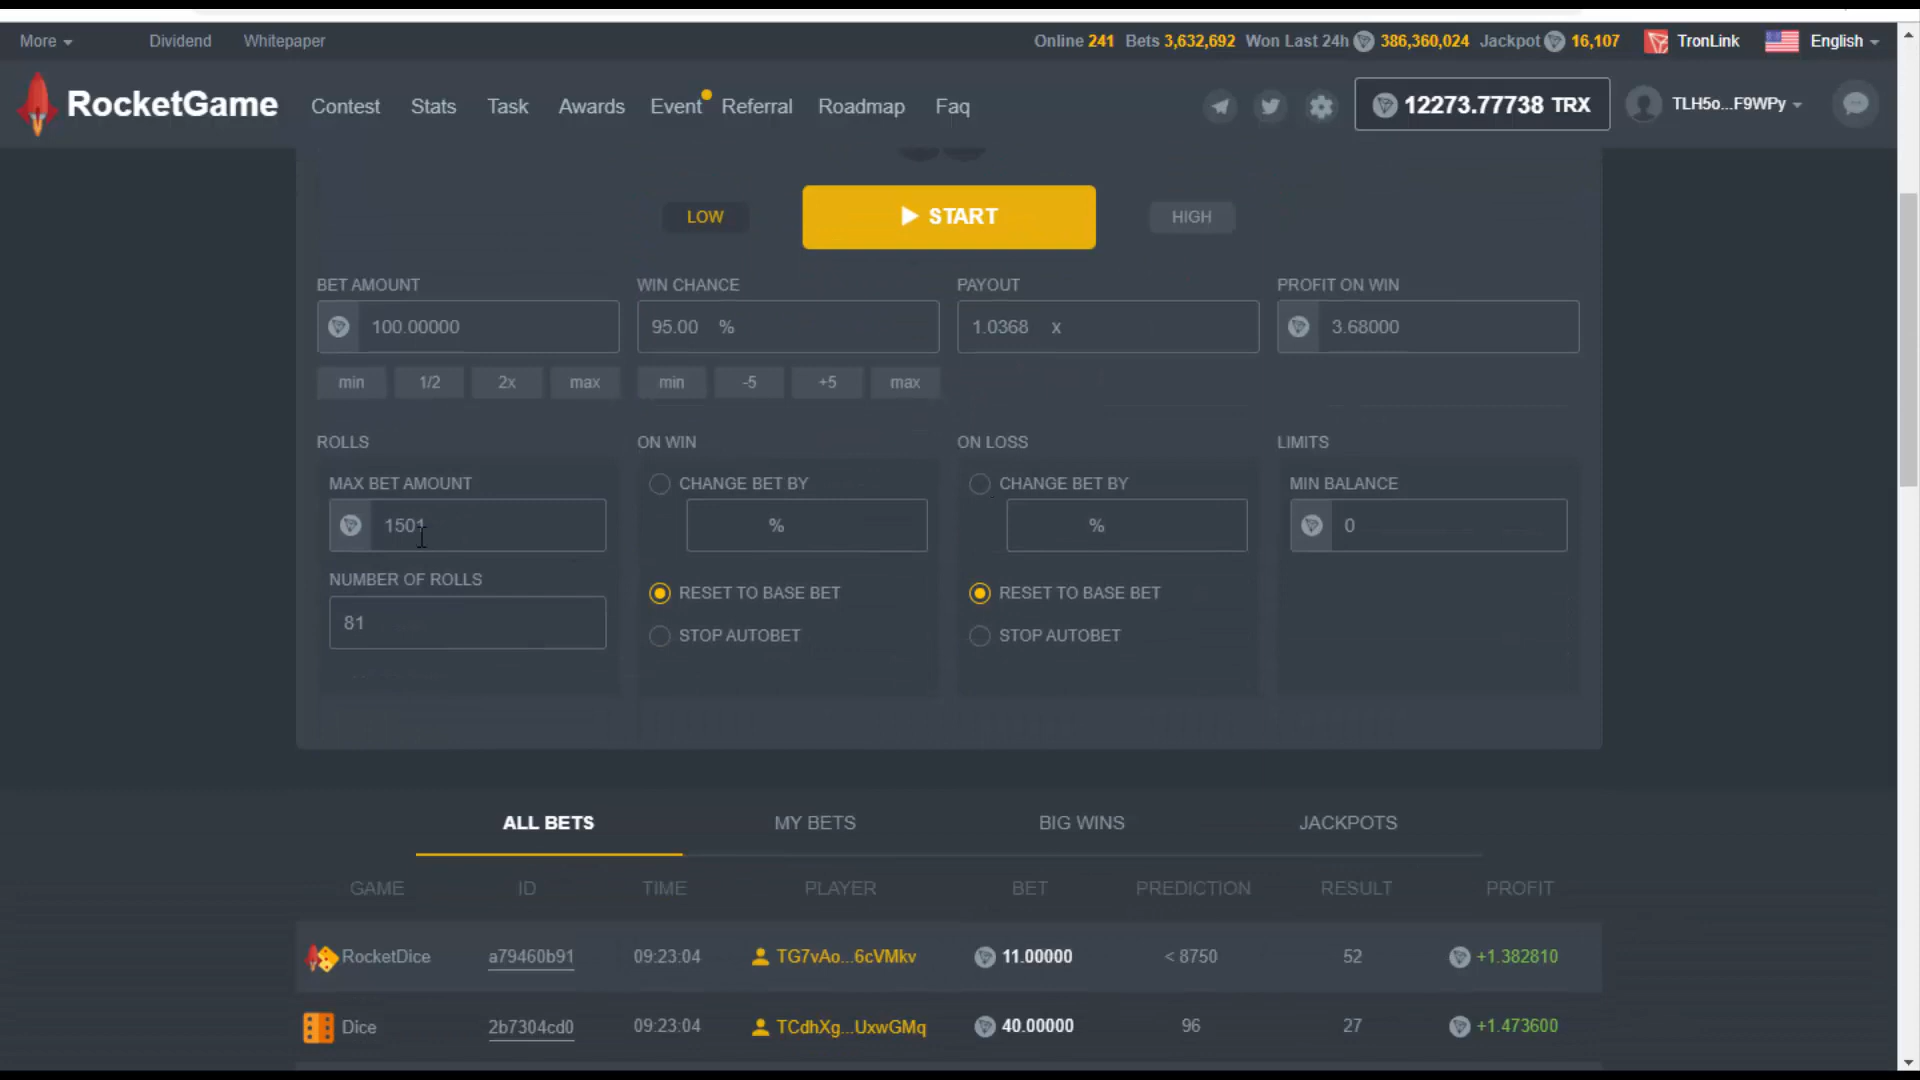 More Dividend Whitepaper Online 241 Bets 3,632,692 Won Last 24h 386,360,024 Jackpot 16,107 TronLink English
RocketGame Contest Stats Task Awards Event Referral Roadmap Faq 12273.77738 TRX TLH5o...F9WPy
LOW START HIGH
BET AMOUNT WIN CHANCE PAYOUT PROFIT ON WIN
100.00000 95.00 % 1.0368 x 3.68000
min 1/2 2x max min -5 +5 max
ROLLS ON WIN ON LOSS LIMITS
MAX BET AMOUNT CHANGE BET BY CHANGE BET BY MIN BALANCE
1501 % % 0
NUMBER OF ROLLS RESET TO BASE BET RESET TO BASE BET
81 STOP AUTOBET STOP AUTOBET
ALL BETS MY BETS BIG WINS JACKPOTS
GAME ID TIME PLAYER BET PREDICTION RESULT PROFIT
RocketDice a79460b91 09:23:04 TG7vAo...6cVMkv 11.00000 < 8750 52 +1.382810
Dice 2b7304cd0 09:23:04 TCdhXg...UxwGMq 40.00000 96 27 +1.473600